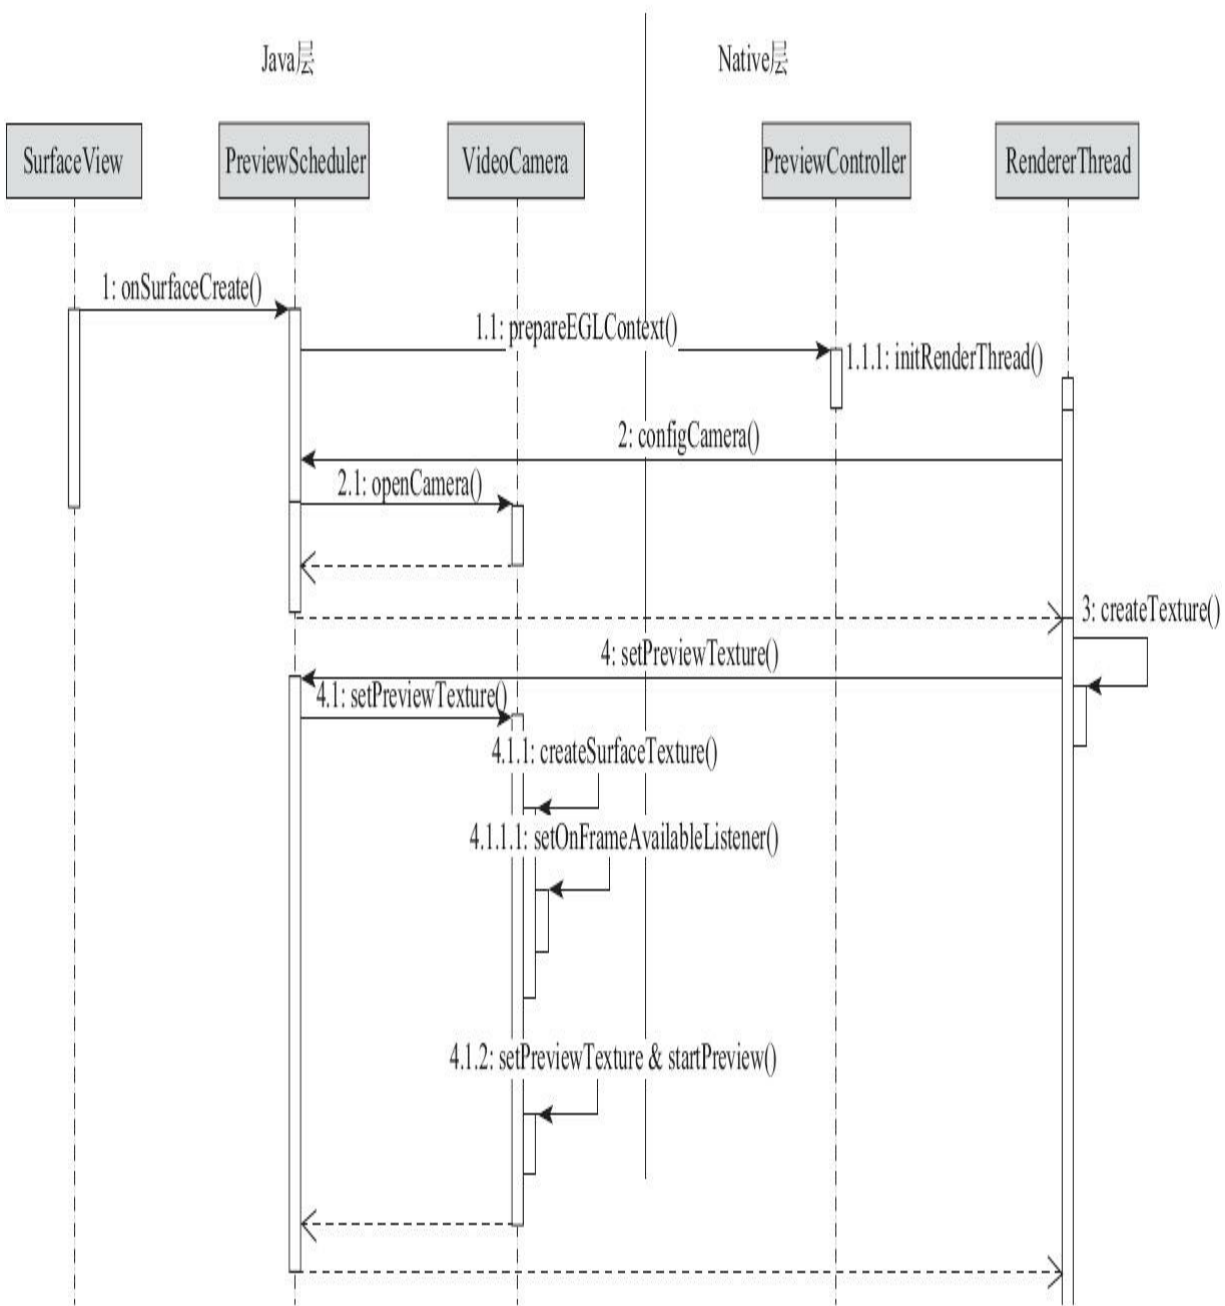 Java层
Native层
SurfaceView
PreviewScheduler
VideoCamera
PreviewController
RendererThread
1: onSurfaceCreate()
1.1: prepareEGLContext()
1.1.1: initRenderThread()
2: configCamera()
2.1: openCamera()
3: createTexture()
4: setPreviewTexture()
4.1: setPreviewTexture()
4.1.1: createSurfaceTexture()
4.1.1.1: setOnFrameAvailableListener()
4.1.2: setPreviewTexture & startPreview()